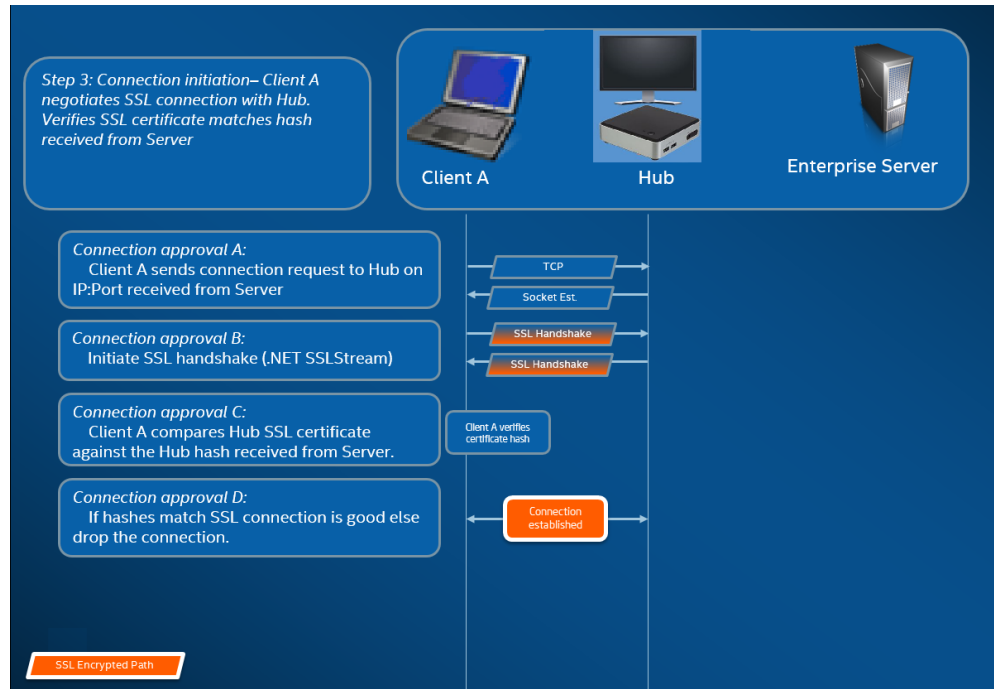 Step 3: Connection initiation– Client A
negotiates SSL connection with Hub.
Verifies SSL certificate matches hash
received from Server
Client A
Hub
Enterprise Server
Connection approval A:
Client A sends connection request to Hub on
IP:Port received from Server
TCP
Socket Est.
Connection approval B:
Initiate SSL handshake (.NET SSLStream)
SSL Handshake
SSL Handshake
Connection approval C:
Client A compares Hub SSL certificate
against the Hub hash received from Server.
Client A verifies
certificate hash
Connection approval D:
If hashes match SSL connection is good else
drop the connection.
Connection
established
SSL Encrypted Path